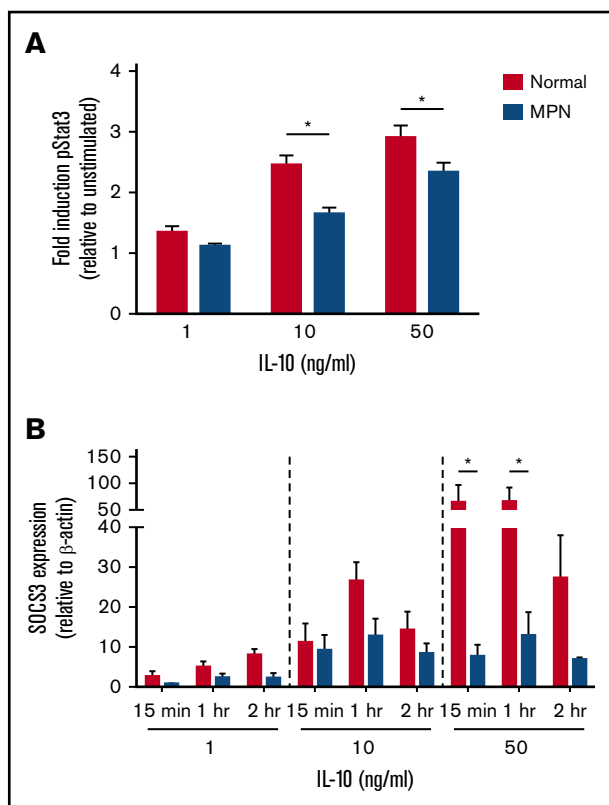 A
Fold induction pStat3
(relative to unstimulated)
4
3
2
1
0
*
*
Normal
MPN
1 10 50
IL-10 (ng/ml)
B
SOCS3 expression
(relative to β-actin)
150
100
50
40
30
20
10
0
*
*
15 min 1 hr 2 hr 15 min 1 hr 2 hr 15 min 1 hr 2 hr
1 10 50
IL-10 (ng/ml)